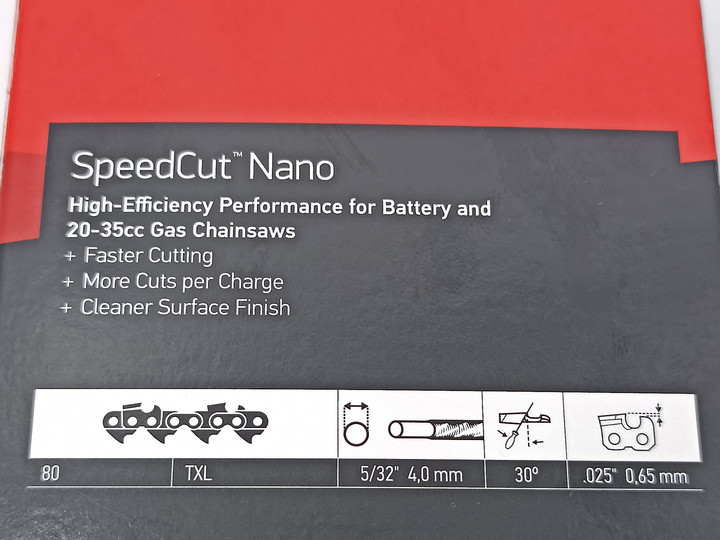 SpeedCut™ Nano
High-Efficiency Performance for Battery and
20-35cc Gas Chainsaws
+ Faster Cutting
+ More Cuts per Charge
+ Cleaner Surface Finish
80 TXL 5/32" 4,0 mm 30º .025" 0,65 mm